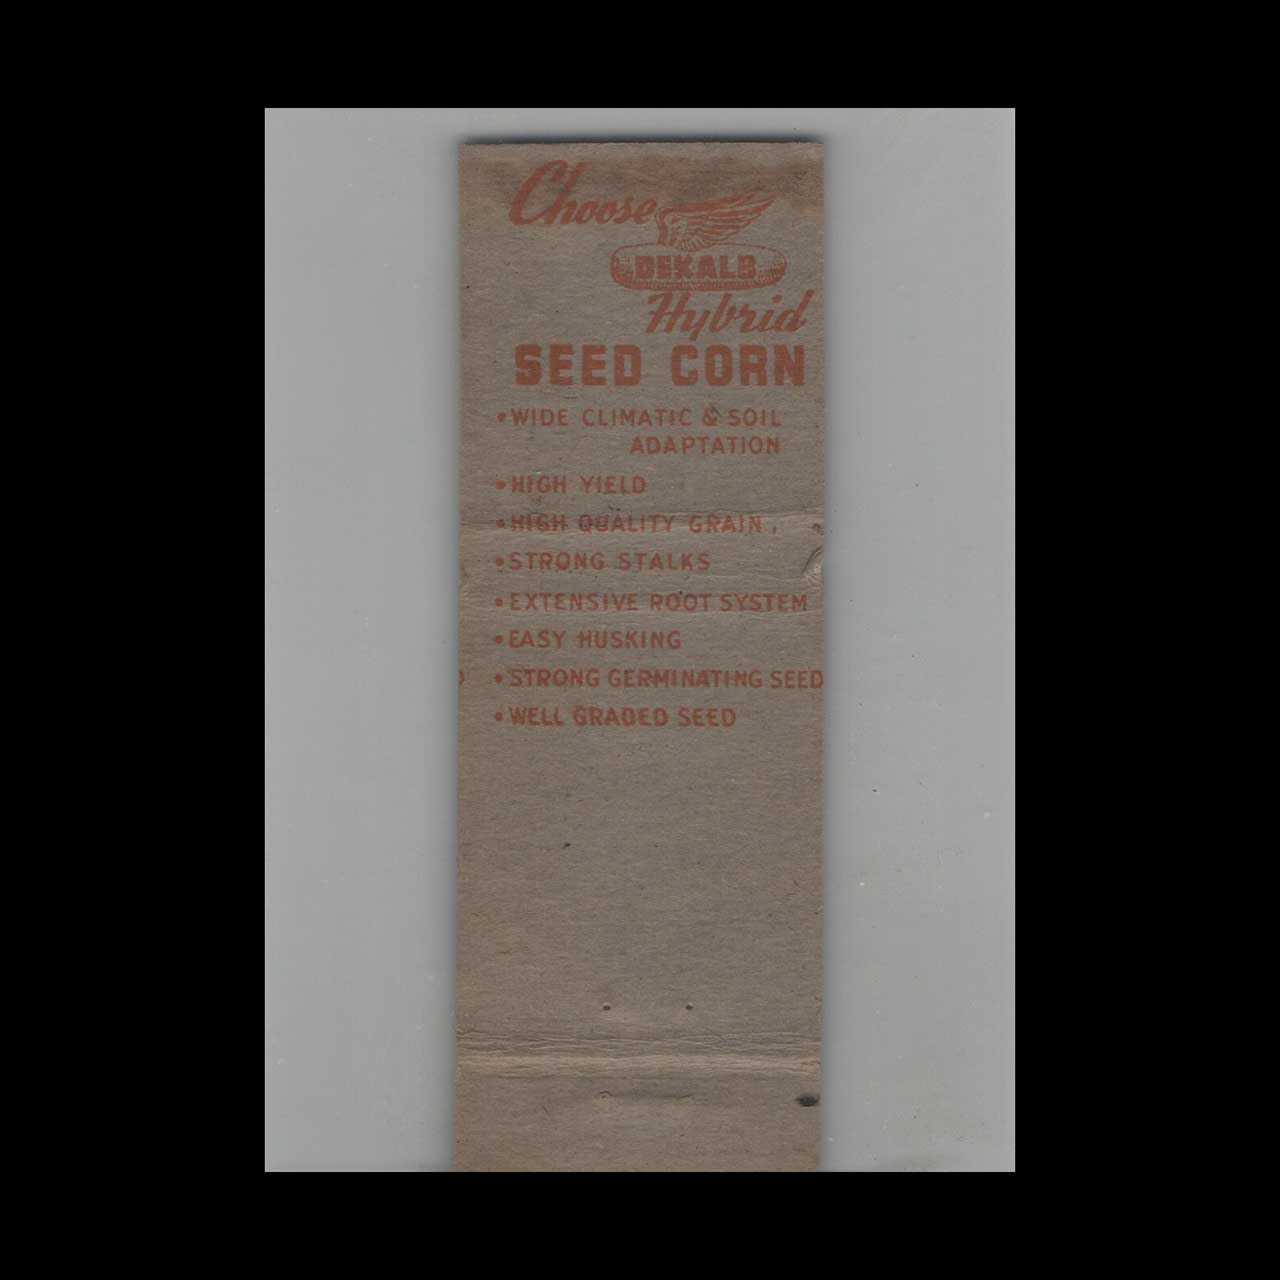 Choose
DEKALB
Hybrid
SEED CORN
•WIDE CLIMATIC & SOIL
ADAPTATION
•HIGH YIELD
•HIGH QUALITY GRAIN
•STRONG STALKS
•EXTENSIVE ROOT SYSTEM
•EASY HUSKING
•STRONG GERMINATING SEED
•WELL GRADED SEED